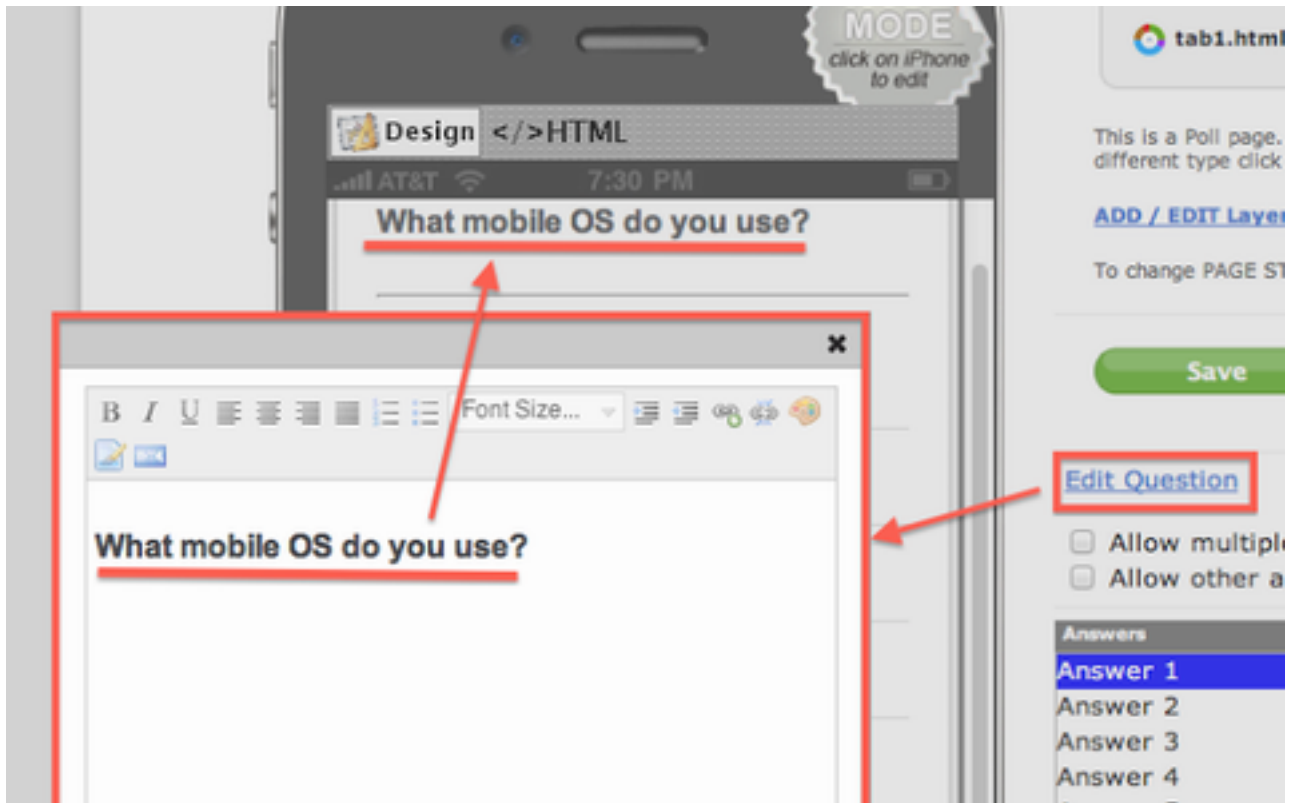 MODE
click on iPhone
to edit
tab1.html
Design </>HTML
AT&T 7:30 PM
What mobile OS do you use?
This is a Poll page.
different type click
ADD / EDIT Layer
To change PAGE ST
Save
B I U Font Size...
What mobile OS do you use?
Edit Question
Allow multiple
Allow other a
Answers
Answer 1
Answer 2
Answer 3
Answer 4